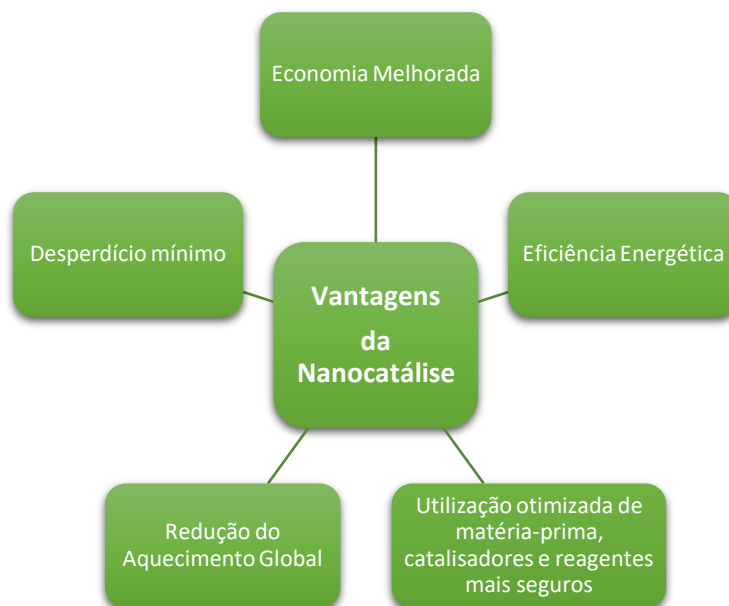 Economia Melhorada
Desperdício mínimo
Eficiência Energética
Vantagens
da
Nanocatálise
Redução do
Aquecimento Global
Utilização otimizada de
matéria-prima,
catalisadores e reagentes
mais seguros